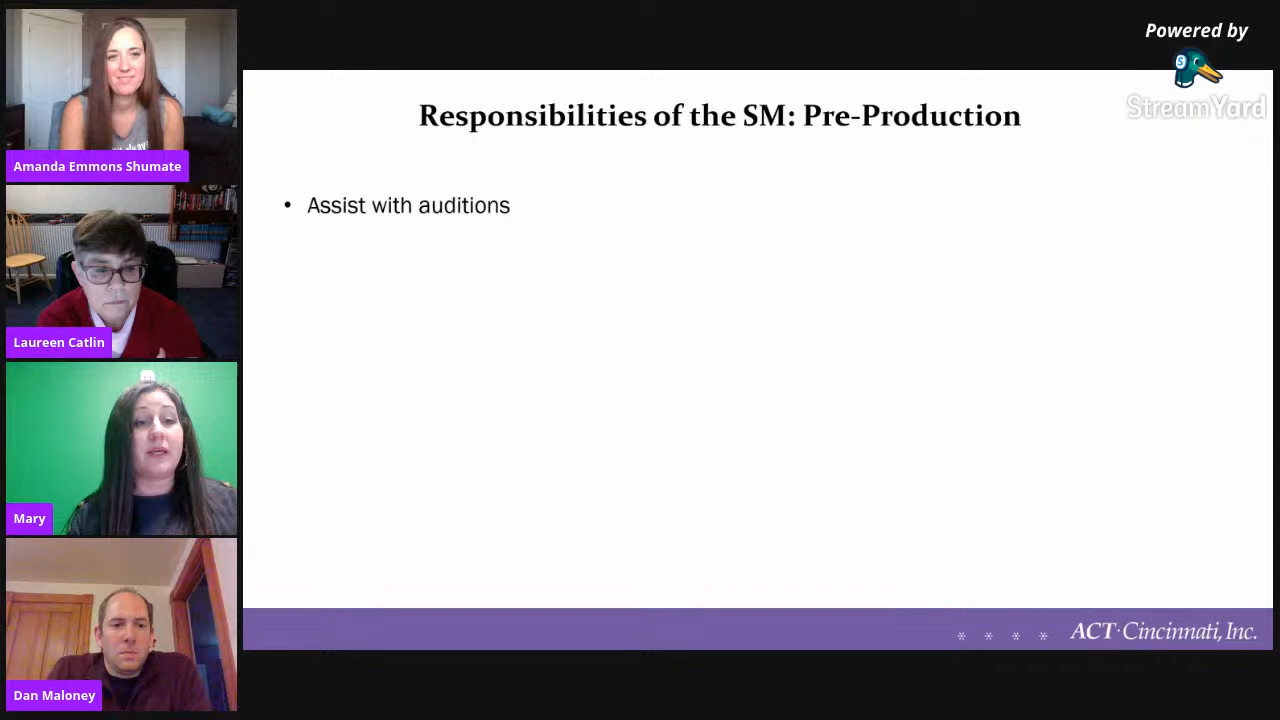 Powered by
StreamYard
Responsibilities of the SM: Pre-Production
• Assist with auditions
Amanda Emmons Shumate
Laureen Catlin
Mary
Dan Maloney
* * * * ACT·Cincinnati, Inc.